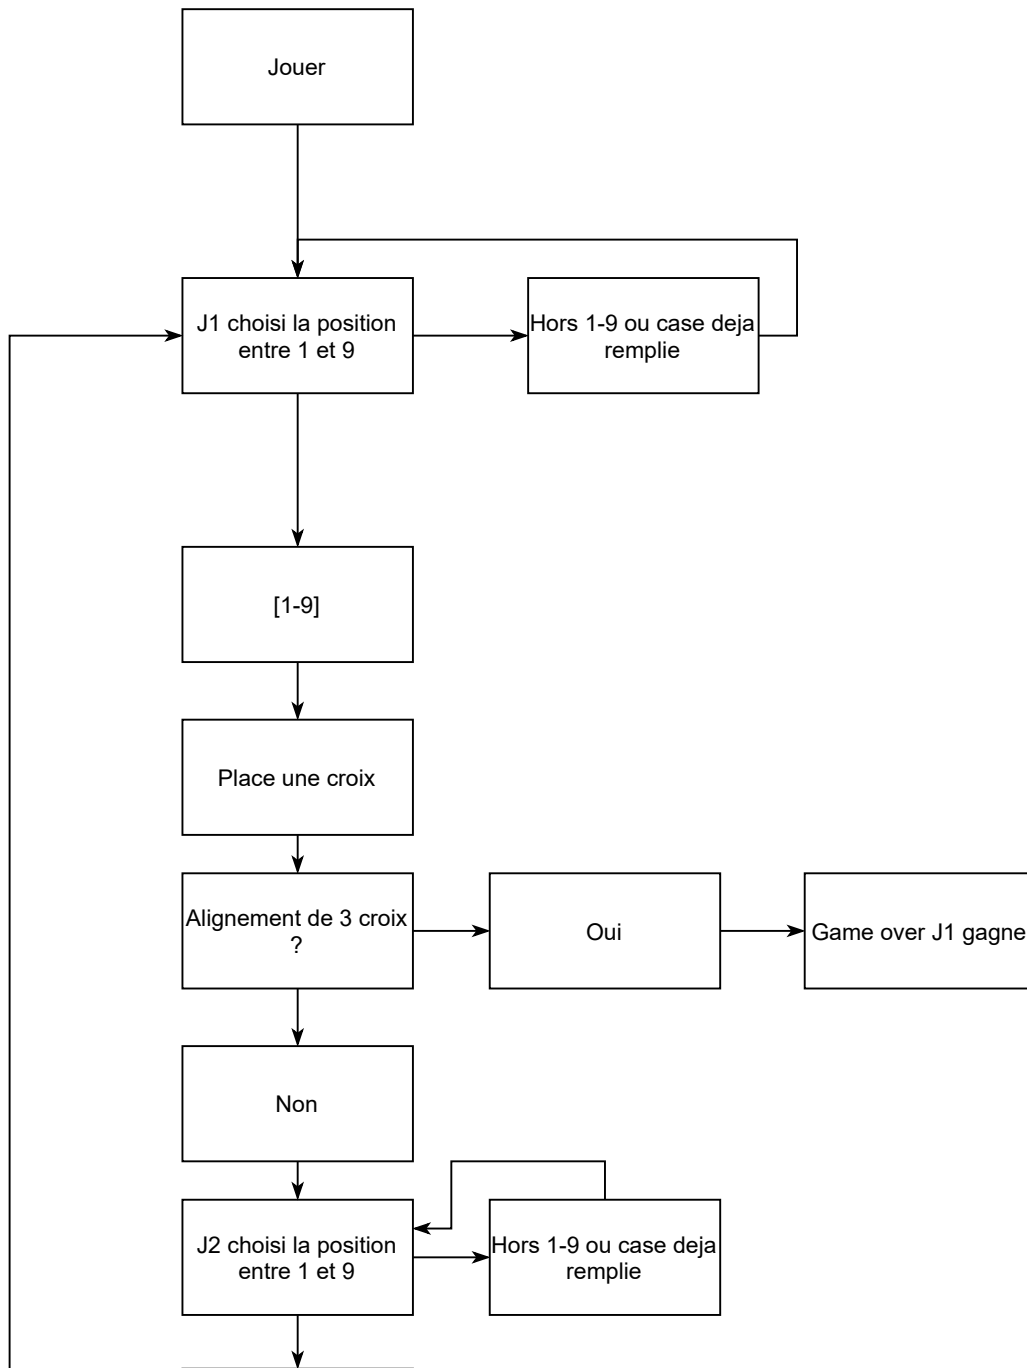 Jouer
J1 choisi la position
entre 1 et 9
Hors 1-9 ou case deja
remplie
[1-9]
Place une croix
Alignement de 3 croix
?
Oui
Game over J1 gagne
Non
J2 choisi la position
entre 1 et 9
Hors 1-9 ou case deja
remplie